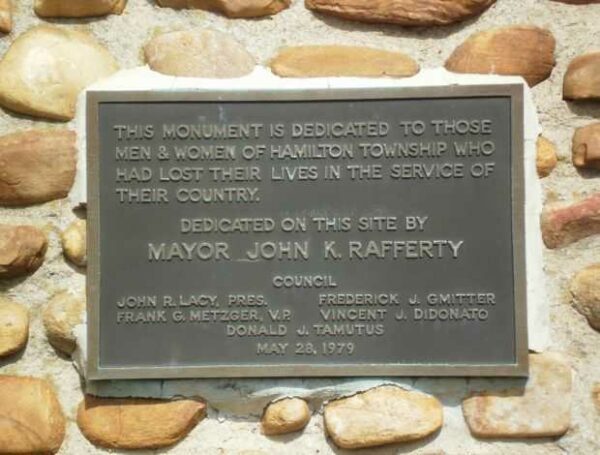 THIS MONUMENT IS DEDICATED TO THOSE
MEN & WOMEN OF HAMILTON TOWNSHIP WHO
HAD LOST THEIR LIVES IN THE SERVICE OF
THEIR COUNTRY.
DEDICATED ON THIS SITE BY
MAYOR JOHN K. RAFFERTY
COUNCIL
JOHN R. LACY, PRES. FREDERICK J. GMITTER
FRANK G. METZGER, V.P. VINCENT J. DIDONATO
DONALD J. TAMUTUS
MAY 28, 1979